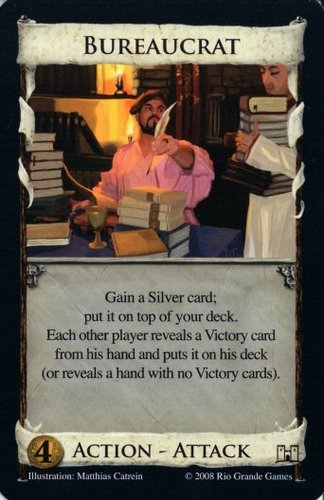 BUREAUCRAT
Gain a Silver card;
put it on top of your deck.
Each other player reveals a Victory card
from his hand and puts it on his deck
(or reveals a hand with no Victory cards).
4 ACTION - ATTACK
Illustration: Matthias Catrein © 2008 Rio Grande Games